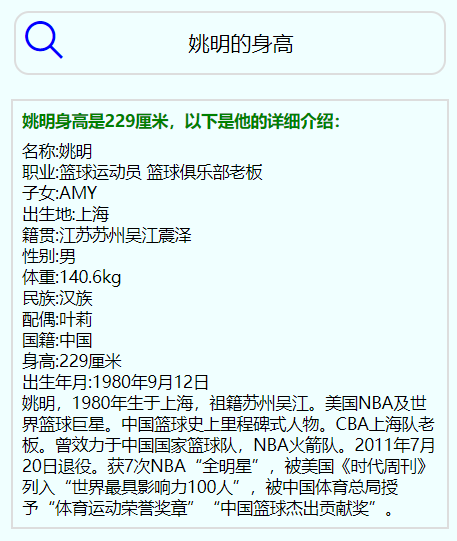 姚明的身高
姚明身高是229厘米，以下是他的详细介绍：
名称:姚明
职业:篮球运动员 篮球俱乐部老板
子女:AMY
出生地:上海
籍贯:江苏苏州吴江震泽
性别:男
体重:140.6kg
民族:汉族
配偶:叶莉
国籍:中国
身高:229厘米
出生年月:1980年9月12日
姚明，1980年生于上海，祖籍苏州吴江。美国NBA及世
界篮球巨星。中国篮球史上里程碑式人物。CBA上海队老
板。曾效力于中国国家篮球队，NBA火箭队。2011年7月
20日退役。获7次NBA“全明星”，被美国《时代周刊》
列入“世界最具影响力100人”，被中国体育总局授
予“体育运动荣誉奖章”“中国篮球杰出贡献奖”。